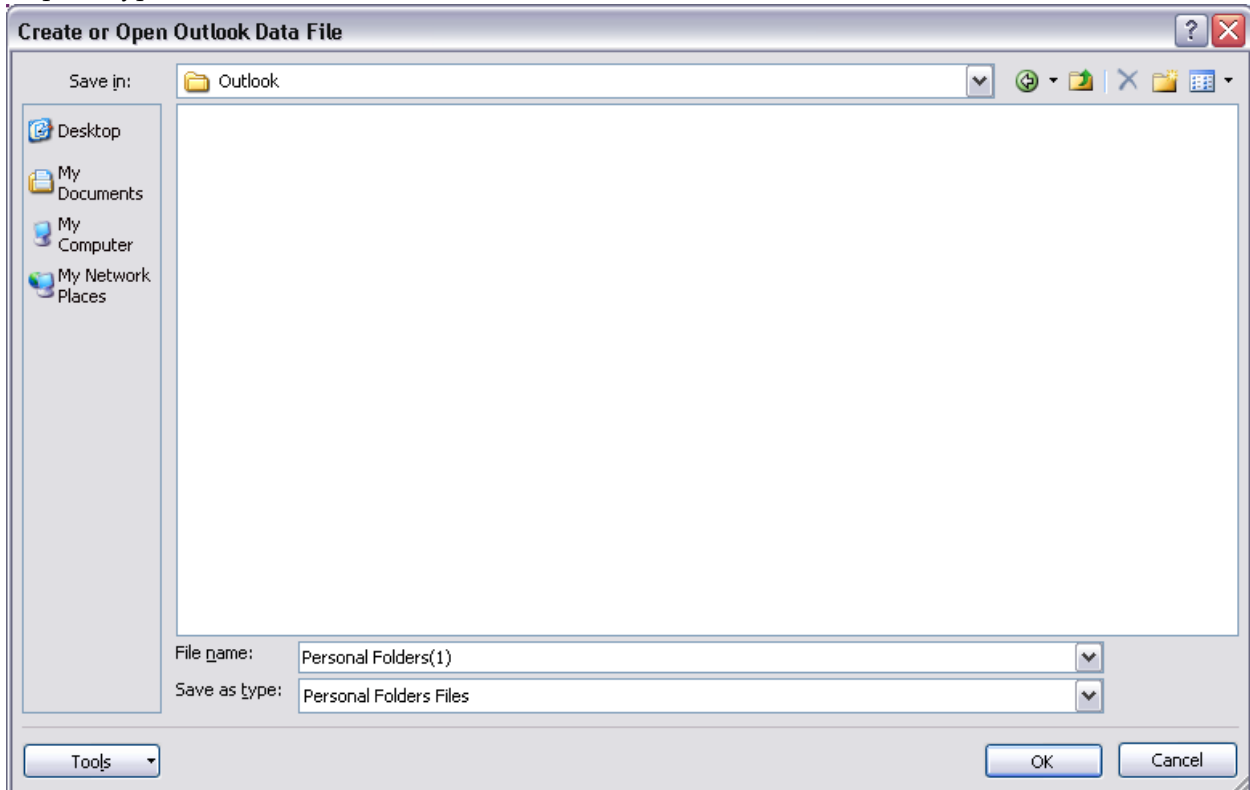 Create or Open Outlook Data File
Save in:
Outlook
Desktop
My
Documents
My
Computer
My Network
Places
File name:
Personal Folders(1)
Save as type:
Personal Folders Files
Tools
OK
Cancel